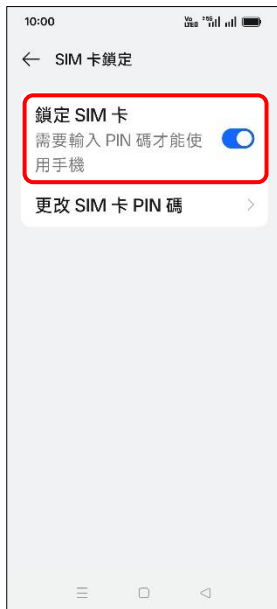 10:00
← SIM 卡鎖定
鎖定 SIM 卡
需要輸入 PIN 碼才能使
用手機
更改 SIM 卡 PIN 碼